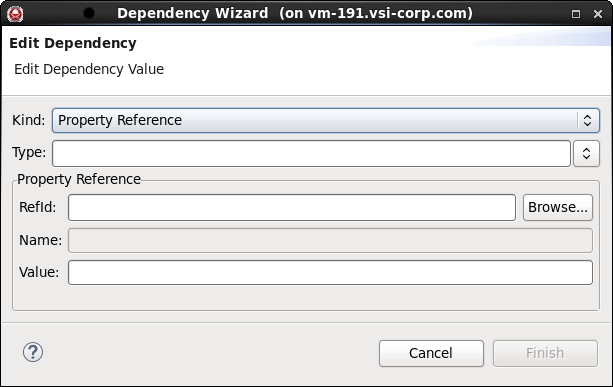 Dependency Wizard (on vm-191.vsi-corp.com)
Edit Dependency
Edit Dependency Value
Kind: Property Reference
Type:
Property Reference
RefId: Browse...
Name:
Value:
? Cancel Finish